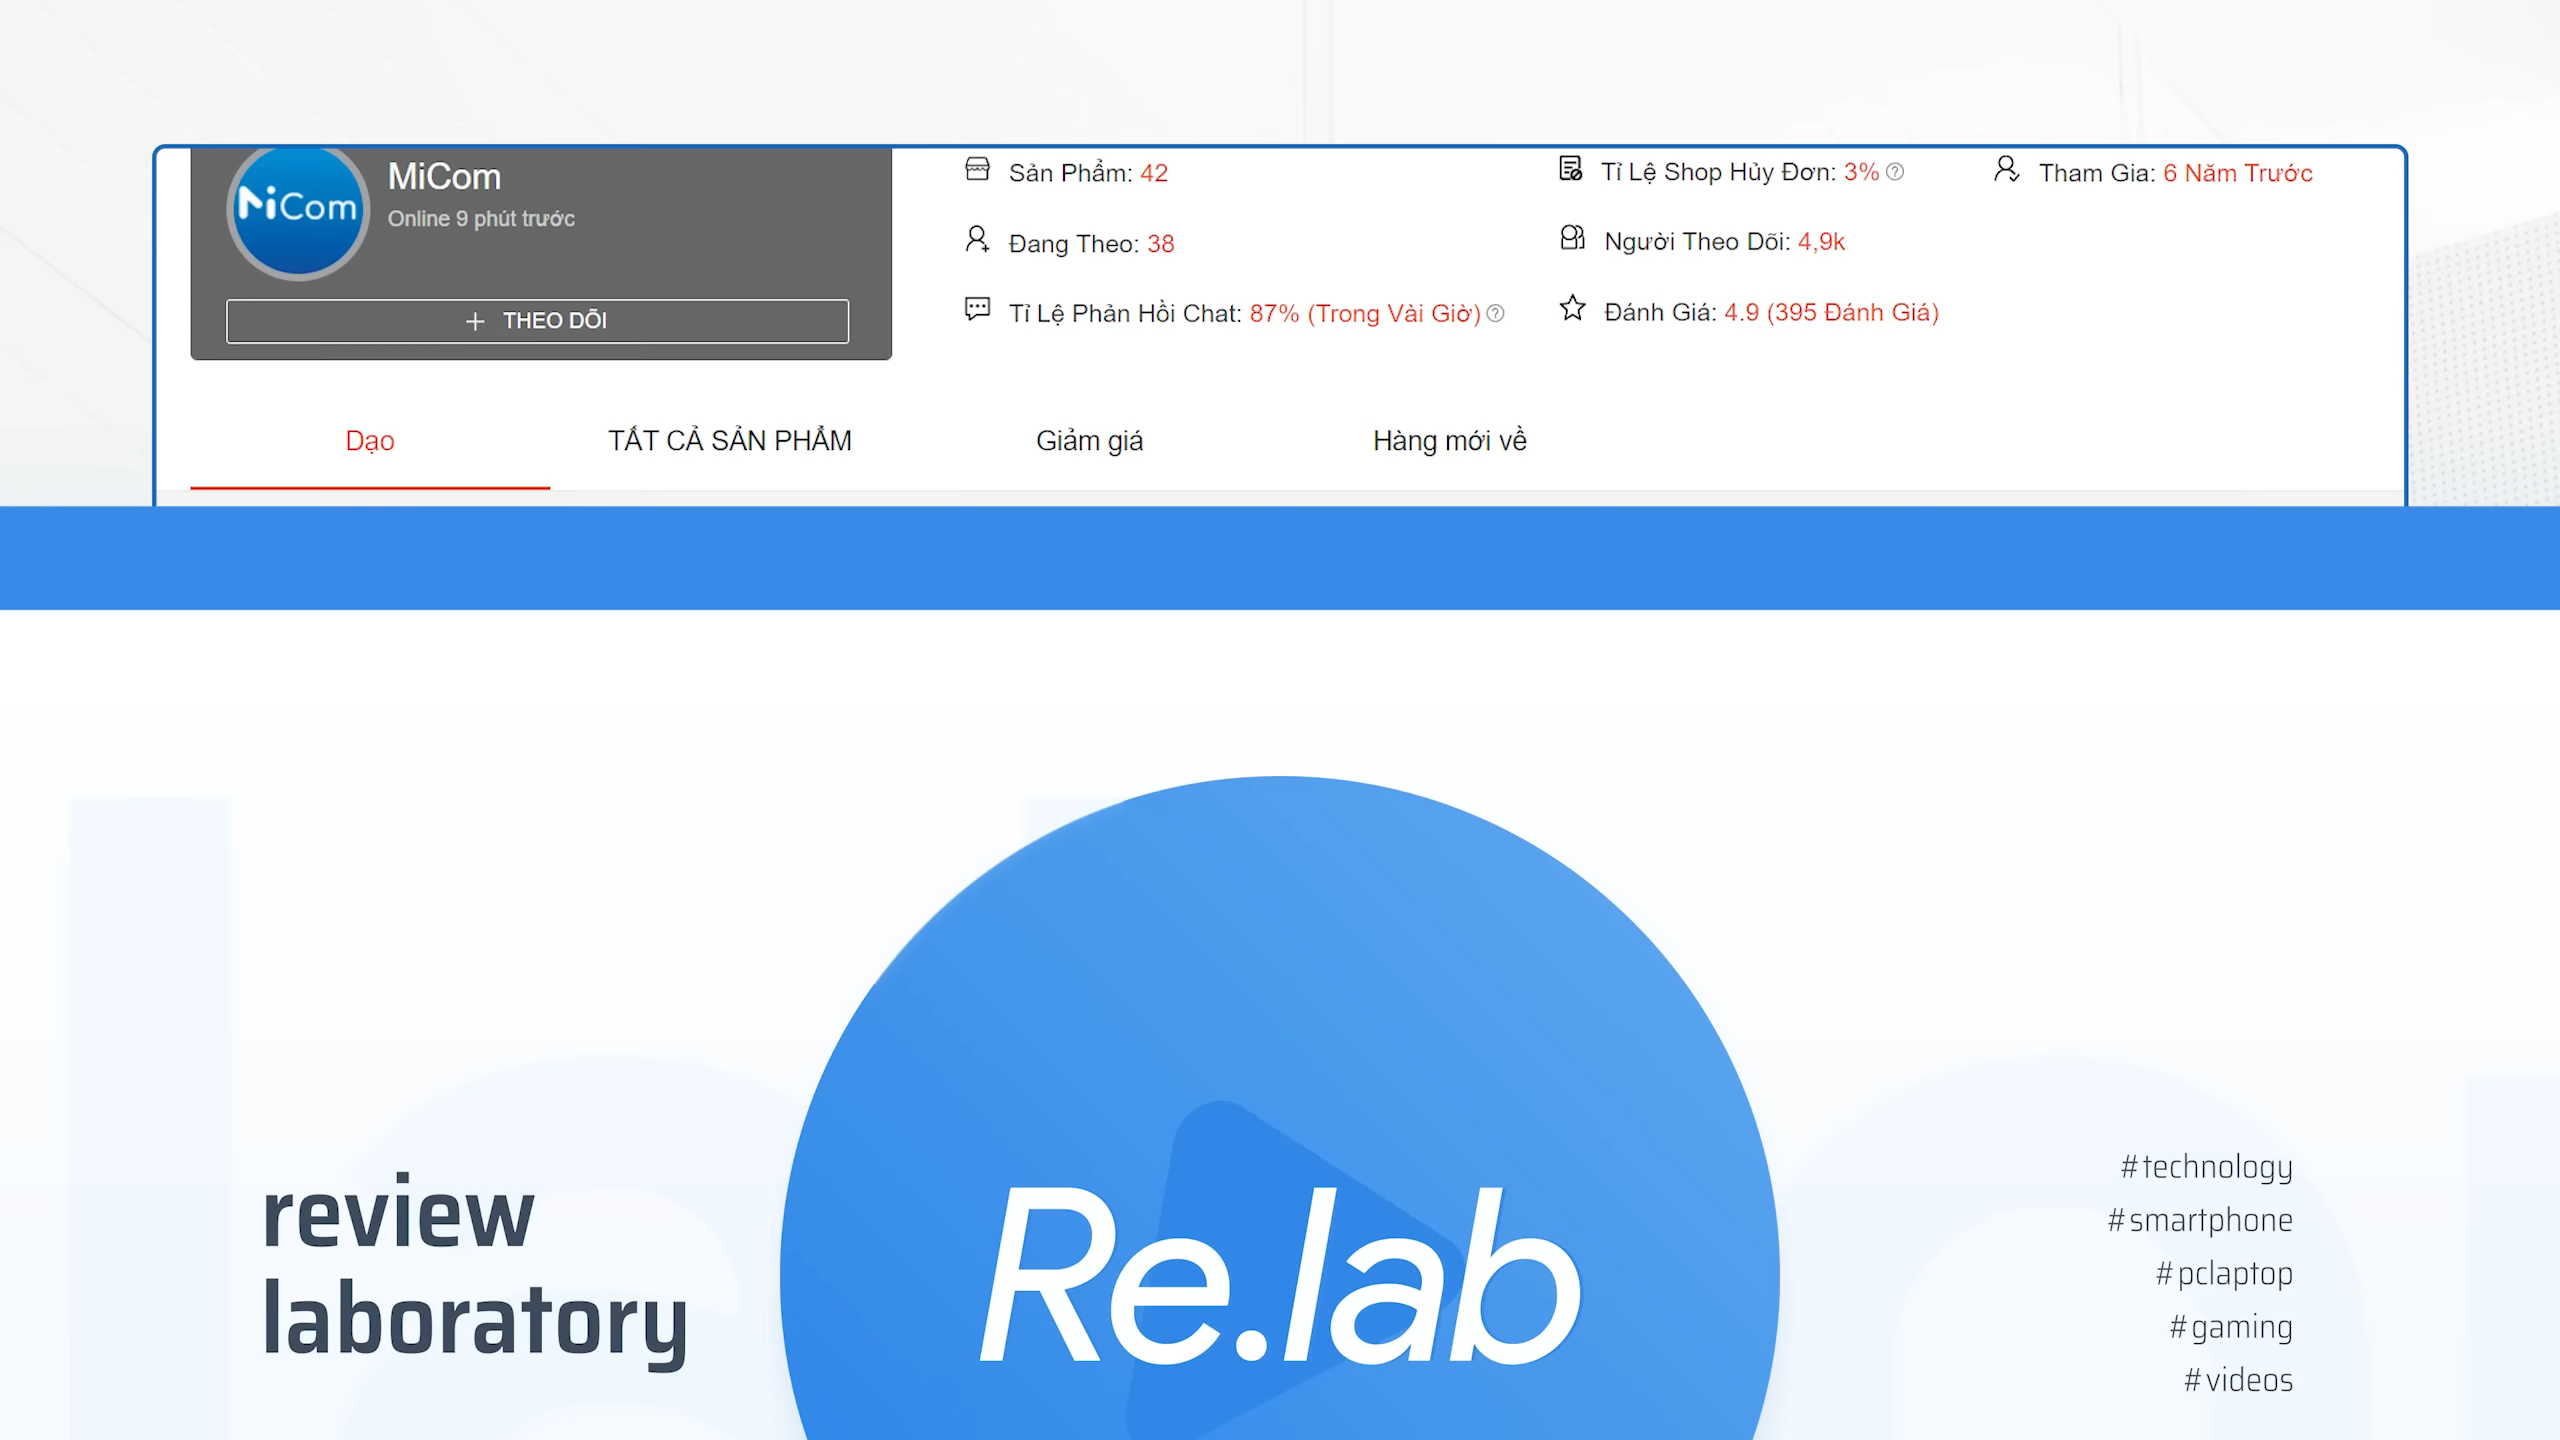 MiCom
MiCom
Online 9 phút trước
THEO DÕI
Sản Phẩm: 42
Đang Theo: 38
Tỉ Lệ Phản Hồi Chat: 87% (Trong Vài Giờ)
Tỉ Lệ Shop Hủy Đơn: 3%
Người Theo Dõi: 4,9k
Đánh Giá: 4.9 (395 Đánh Giá)
Tham Gia: 6 Năm Trước
Dạo
TẤT CẢ SẢN PHẨM
Giảm giá
Hàng mới về
review
laboratory
Re.lab
#technology
#smartphone
#pclaptop
#gaming
#videos